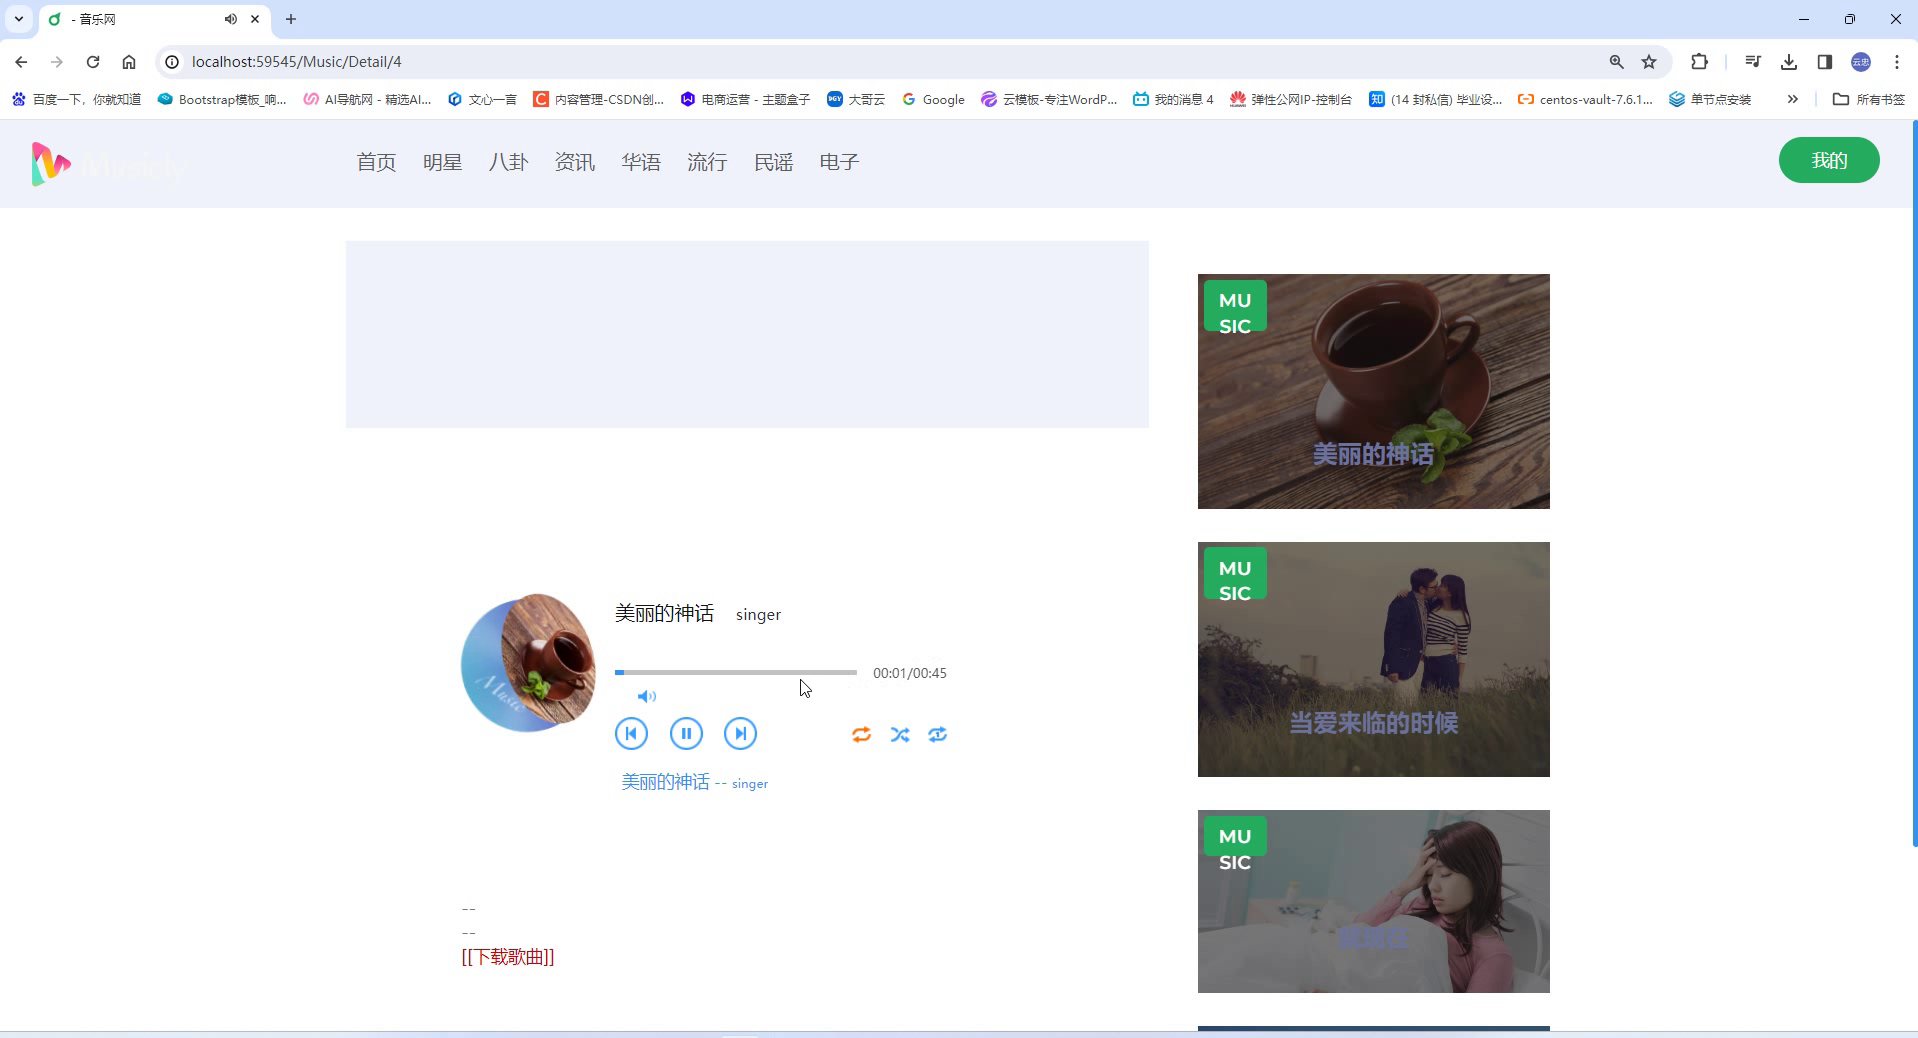 - 音乐网
localhost:59545/Music/Detail/4
百度一下，你就知道 Bootstrap模板_响... AI导航网 - 精选AI... 文心一言 内容管理-CSDN创... 电商运营 - 主题盒子 大哥云 Google 云模板-专注WordP... 我的消息 4 弹性公网IP-控制台 (14 封私信) 毕业设... centos-vault-7.6.1... 单节点安装 » 所有书签
Musicly 首页 明星 八卦 资讯 华语 流行 民谣 电子 我的
美丽的神话 singer
00:01/00:45
美丽的神话 -- singer
Music
--
--
[[下载歌曲]]
MU
SIC
美丽的神话
MU
SIC
当爱来临的时候
MU
SIC
就现在